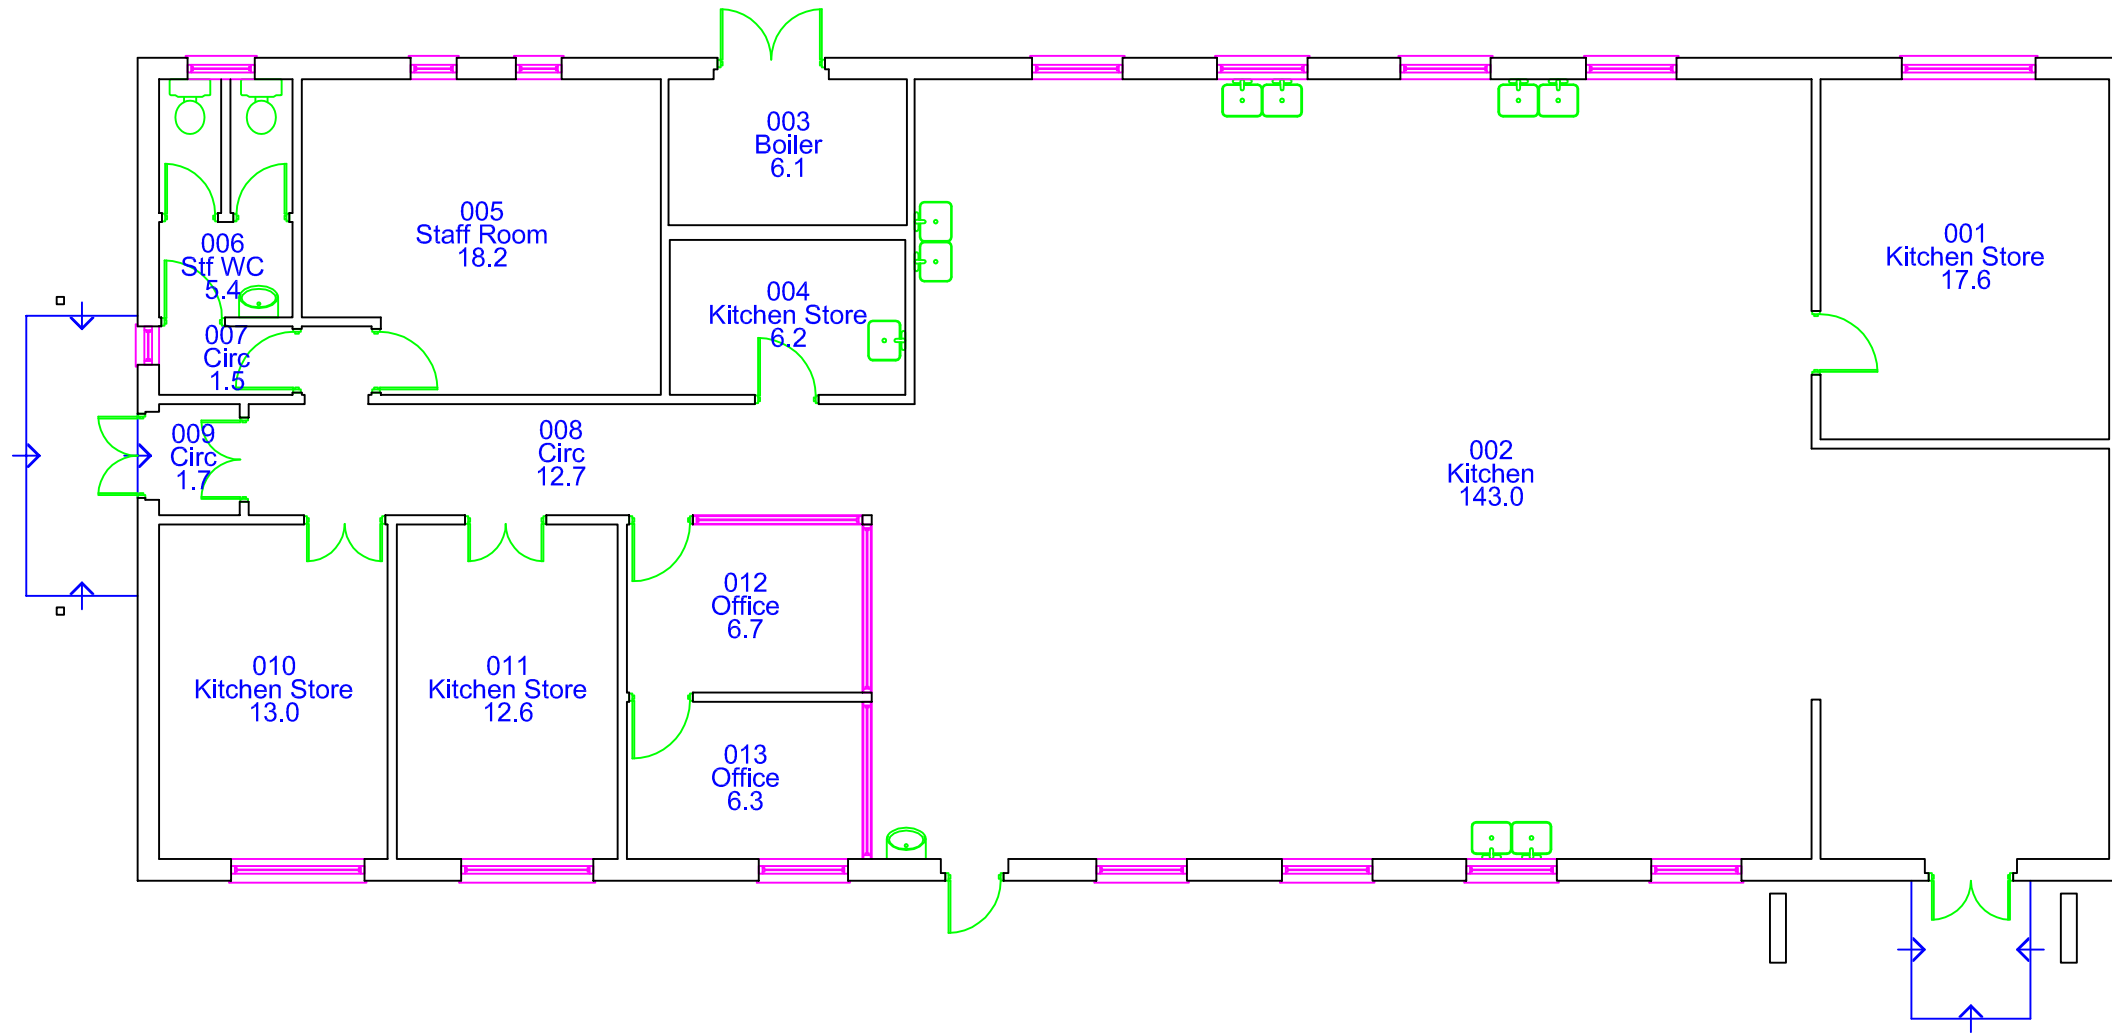 003
Boiler
6.1
005
Staff Room
18.2
006
Stf WC
5.4
001
Kitchen Store
17.6
004
Kitchen Store
6.2
007
Circ
1.5
009
Circ
1.7
008
Circ
12.7
002
Kitchen
143.0
012
Office
6.7
010
Kitchen Store
13.0
011
Kitchen Store
12.6
013
Office
6.3